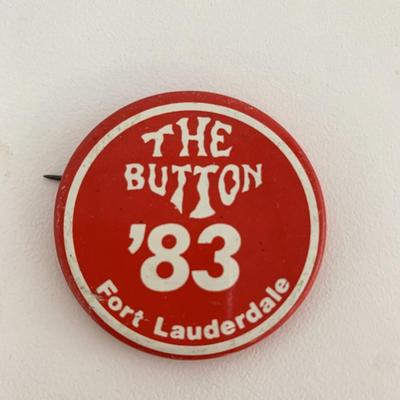 THE
BUTTON
'83
Fort Lauderdale